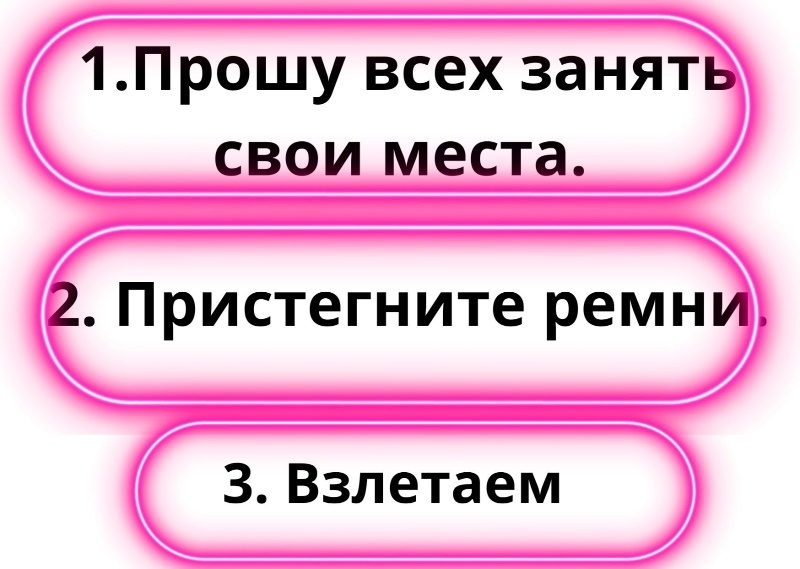 1.Прошу всех занять
свои места.
2. Пристегните ремни.
3. Взлетаем